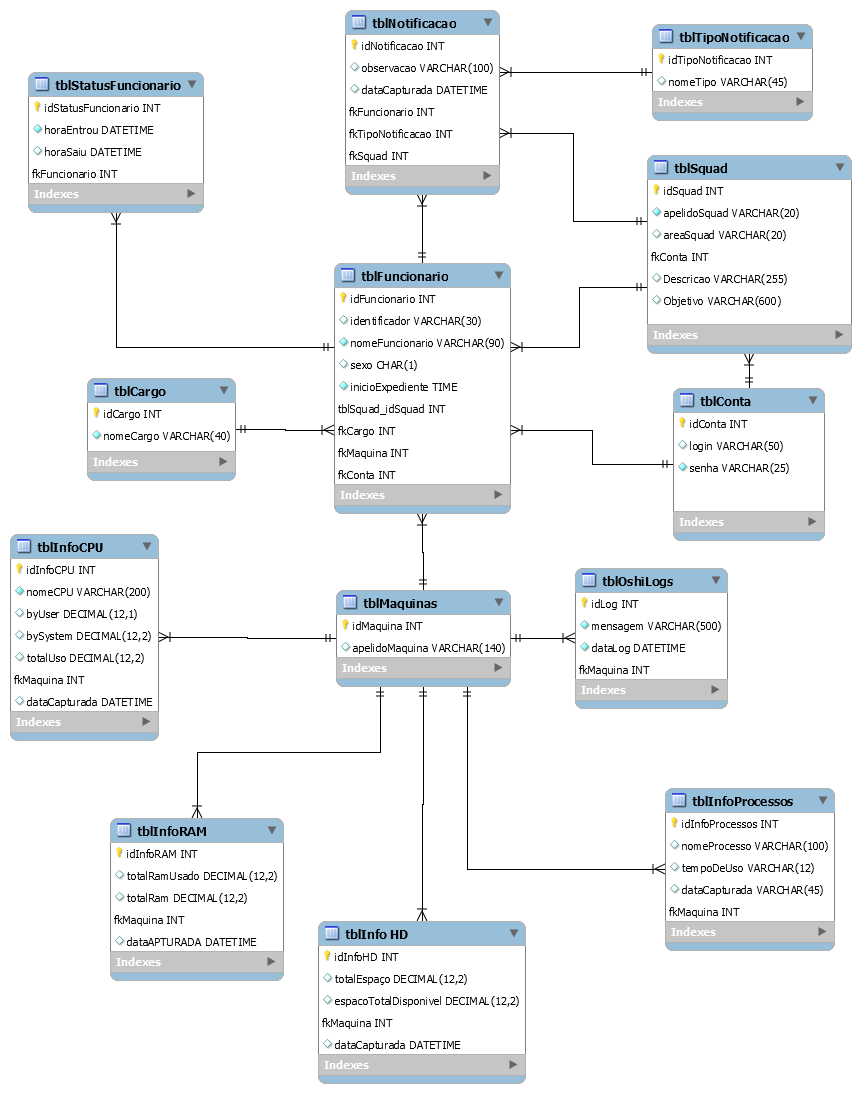 tblNotificacao
idNotificacao INT
observacao VARCHAR(100)
dataCapturada DATETIME
fkFuncionario INT
fkTipoNotificacao INT
fkSquad INT
Indexes
tblTipoNotificacao
idTipoNotificacao INT
nomeTipo VARCHAR(45)
Indexes
tblStatusFuncionario
idStatusFuncionario INT
horaEntrou DATETIME
horaSaiu DATETIME
fkFuncionario INT
Indexes
tblSquad
idSquad INT
apelidoSquad VARCHAR(20)
areaSquad VARCHAR(20)
fkConta INT
Descricao VARCHAR(255)
Objetivo VARCHAR(600)
Indexes
tblFuncionario
idFuncionario INT
identificador VARCHAR(30)
nomeFuncionario VARCHAR(90)
sexo CHAR(1)
inicioExpediente TIME
tblSquad_idSquad INT
fkCargo INT
fkMaquina INT
fkConta INT
Indexes
tblCargo
idCargo INT
nomeCargo VARCHAR(40)
Indexes
tblConta
idConta INT
login VARCHAR(50)
senha VARCHAR(25)
Indexes
tblInfoCPU
idInfoCPU INT
nomeCPU VARCHAR(200)
byUser DECIMAL(12,1)
bySystem DECIMAL(12,2)
totalUso DECIMAL(12,2)
fkMaquina INT
dataCapturada DATETIME
Indexes
tblMaquinas
idMaquina INT
apelidoMaquina VARCHAR(140)
Indexes
tblOshiLogs
idLog INT
mensagem VARCHAR(500)
dataLog DATETIME
fkMaquina INT
Indexes
tblInfoRAM
idInfoRAM INT
totalRamUsado DECIMAL(12,2)
totalRam DECIMAL(12,2)
fkMaquina INT
dataAPTURADA DATETIME
Indexes
tblInfo HD
idInfoHD INT
totalEspaço DECIMAL(12,2)
espacoTotalDisponivel DECIMAL(12,2)
fkMaquina INT
dataCapturada DATETIME
Indexes
tblInfoProcessos
idInfoProcessos INT
nomeProcesso VARCHAR(100)
tempoDeUso VARCHAR(12)
dataCapturada VARCHAR(45)
fkMaquina INT
Indexes